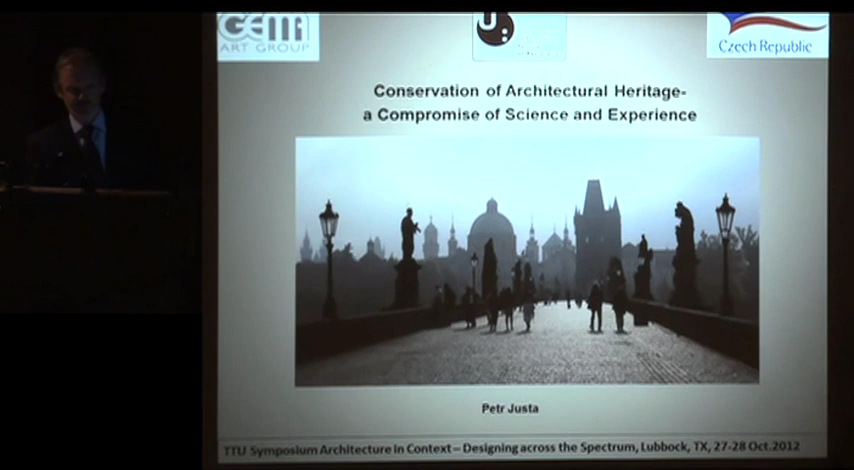 GEMA
ART GROUP
Czech Republic
Conservation of Architectural Heritage-
a Compromise of Science and Experience
Petr Justa
TTU Symposium Architecture in Context – Designing across the Spectrum, Lubbock, TX, 27-28 Oct.2012